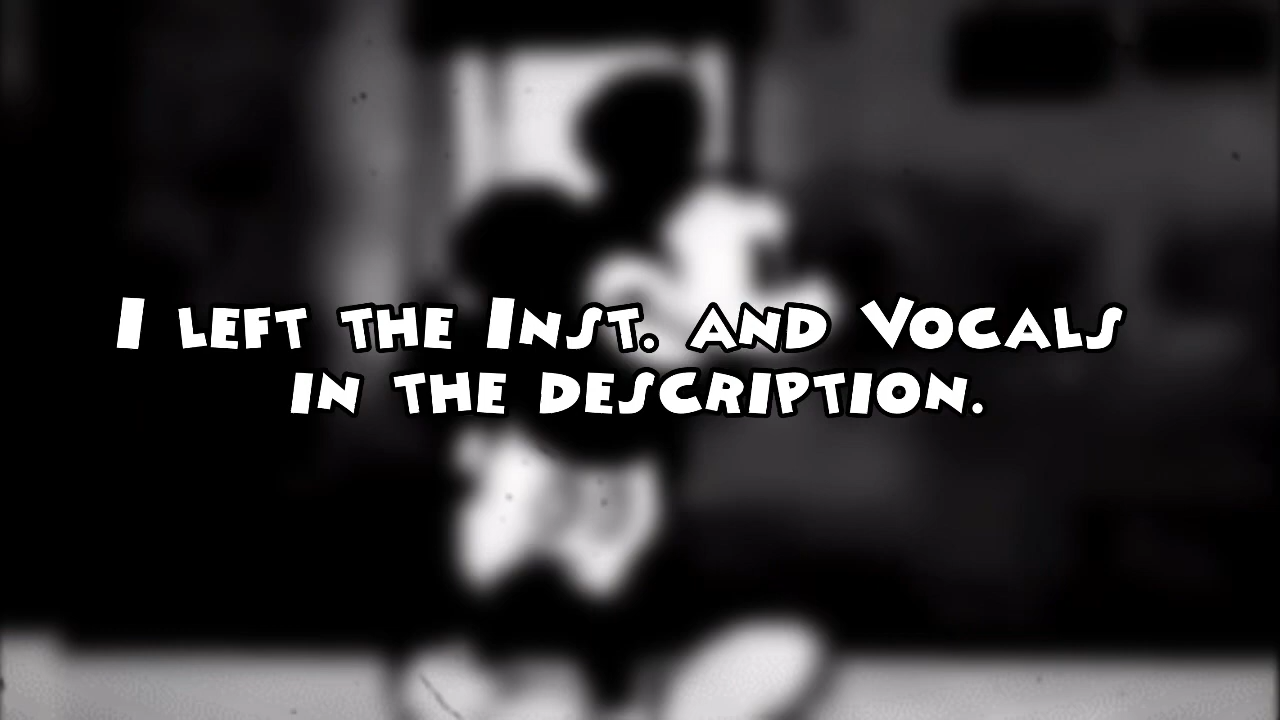 I left the Inst. and Vocals
in the description.